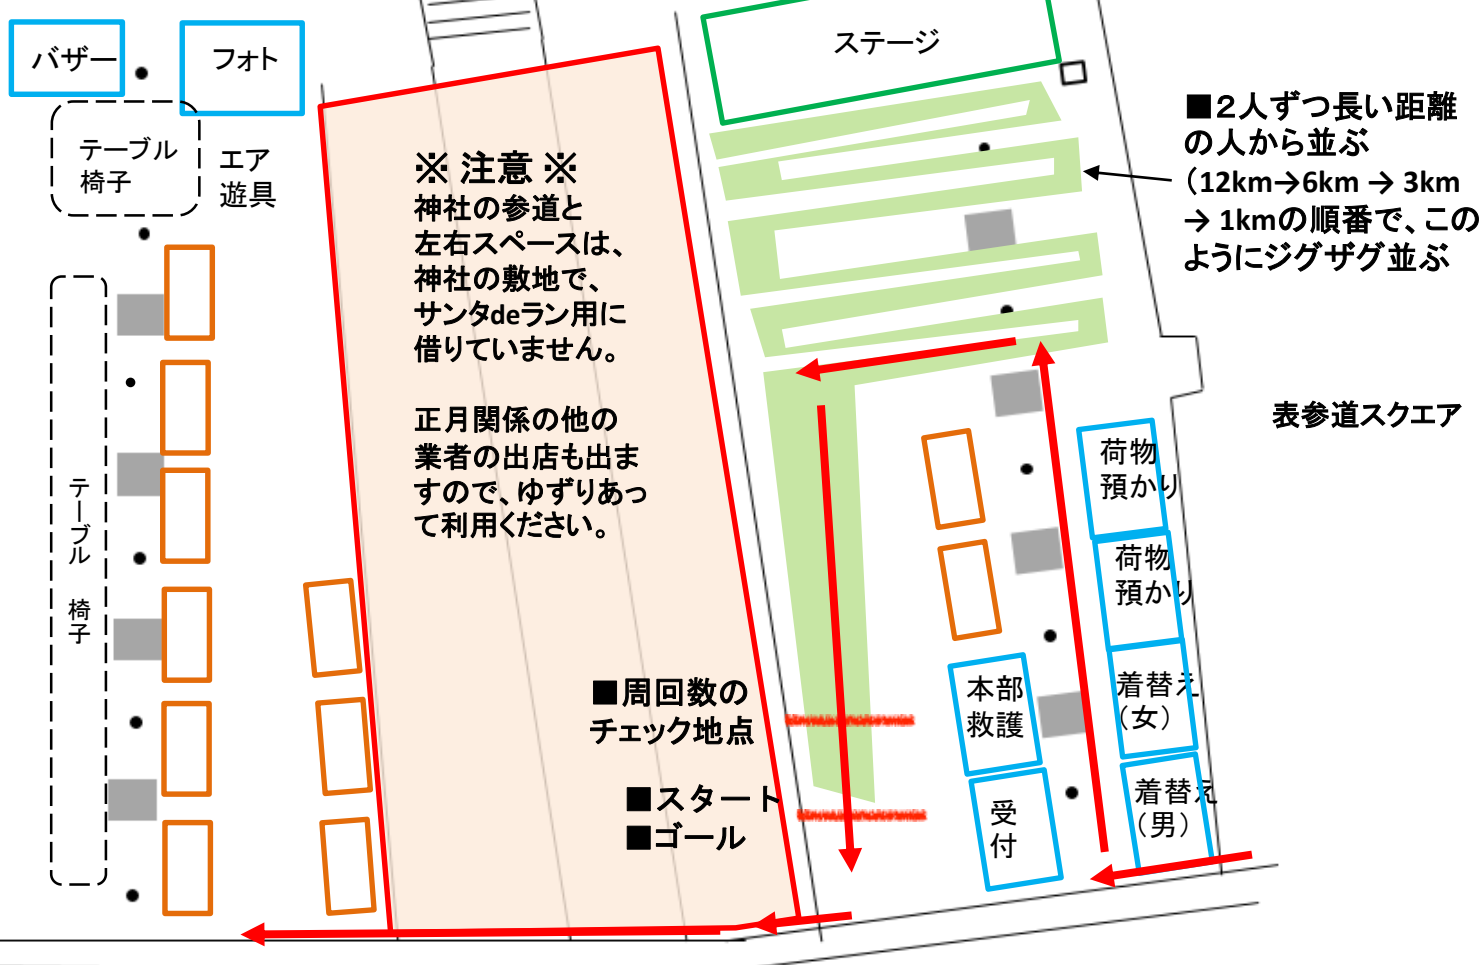 バザー
フォト
テーブル
椅子
エア
遊具
テーブル 椅子
※ 注意 ※
神社の参道と
左右スペースは、
神社の敷地で、
サンタdeラン用に
借りていません。
正月関係の他の
業者の出店も出ま
すので、ゆずりあっ
て利用ください。
■周回数の
チェック地点
■スタート
■ゴール
ステージ
■２人ずつ長い距離
の人から並ぶ
（12km→6km → 3km
→ 1kmの順番で、この
ようにジグザグ並ぶ
表参道スクエア
荷物
預かり
荷物
預かり
本部
救護
着替え
（女）
受
付
着替え
（男）